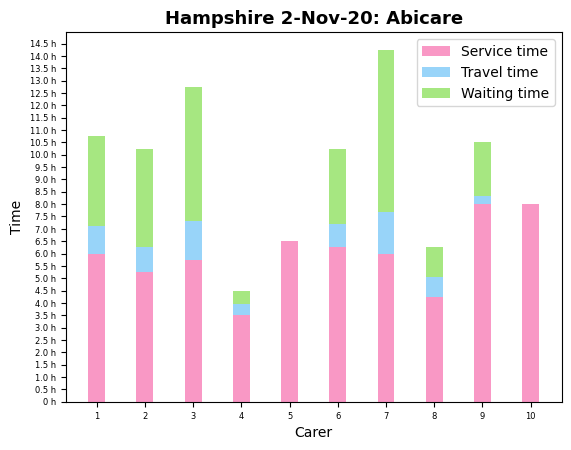 Hampshire 2-Nov-20: Abicare
Service time
Travel time
Waiting time
Time
14.5 h
14.0 h
13.5 h
13.0 h
12.5 h
12.0 h
11.5 h
11.0 h
10.5 h
10.0 h
9.5 h
9.0 h
8.5 h
8.0 h
7.5 h
7.0 h
6.5 h
6.0 h
5.5 h
5.0 h
4.5 h
4.0 h
3.5 h
3.0 h
2.5 h
2.0 h
1.5 h
1.0 h
0.5 h
0 h
1 2 3 4 5 6 7 8 9 10
Carer